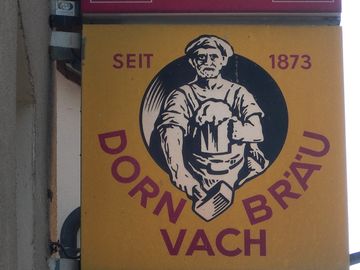 SEIT 1873
DORN BRÄU
VACH